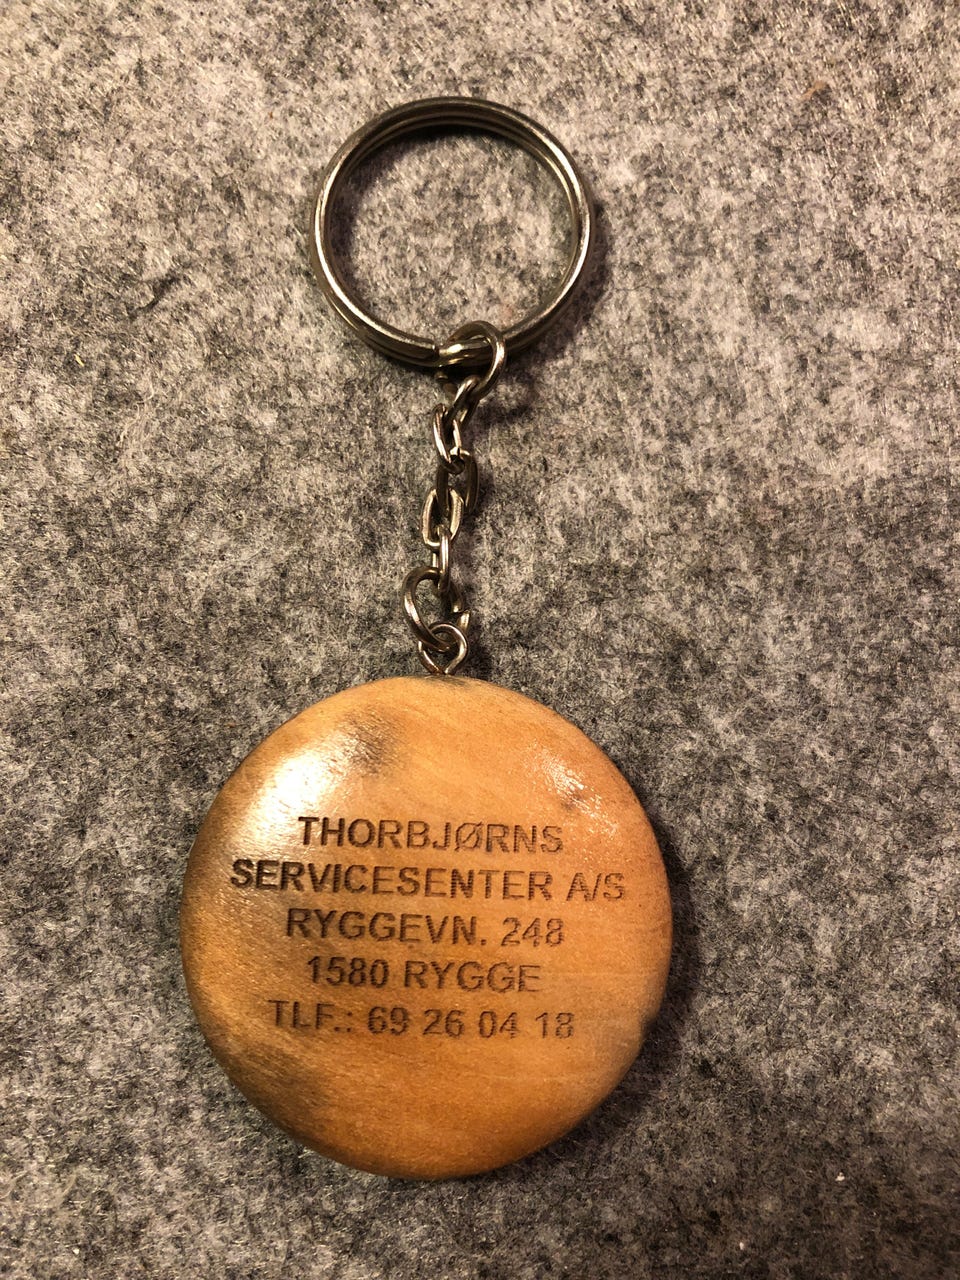 THORBJØRNS
SERVICESENTER A/S
RYGGEVN. 248
1580 RYGGE
TLF.: 69 26 04 18